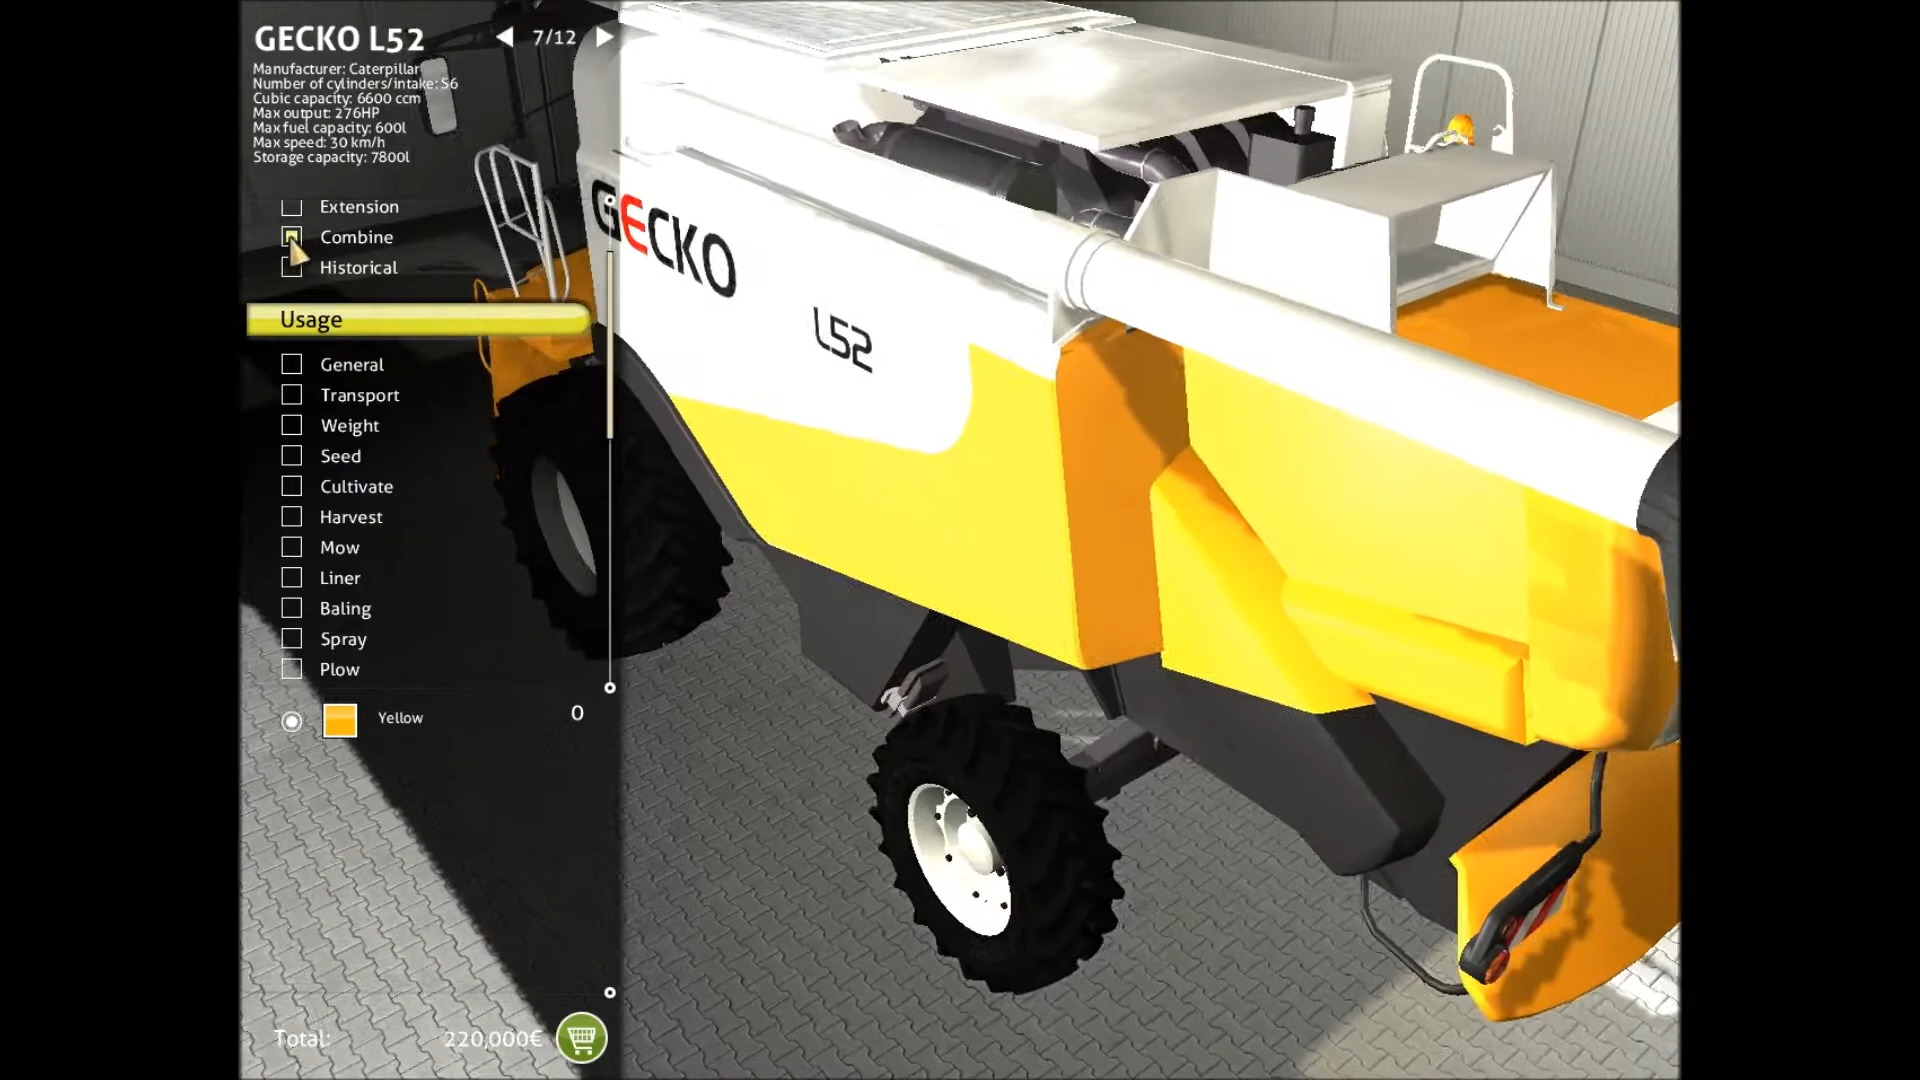 GECKO L52
7/12
Manufacturer: Caterpillar
Number of cylinders/intake: S6
Cubic capacity: 6600 ccm
Max output: 276HP
Max fuel capacity: 600l
Max speed: 30 km/h
Storage capacity: 7800l
Extension
Combine
Historical
Usage
General
Transport
Weight
Seed
Cultivate
Harvest
Mow
Liner
Baling
Spray
Plow
Yellow 0
Total: 220,000€
GECKO
L52